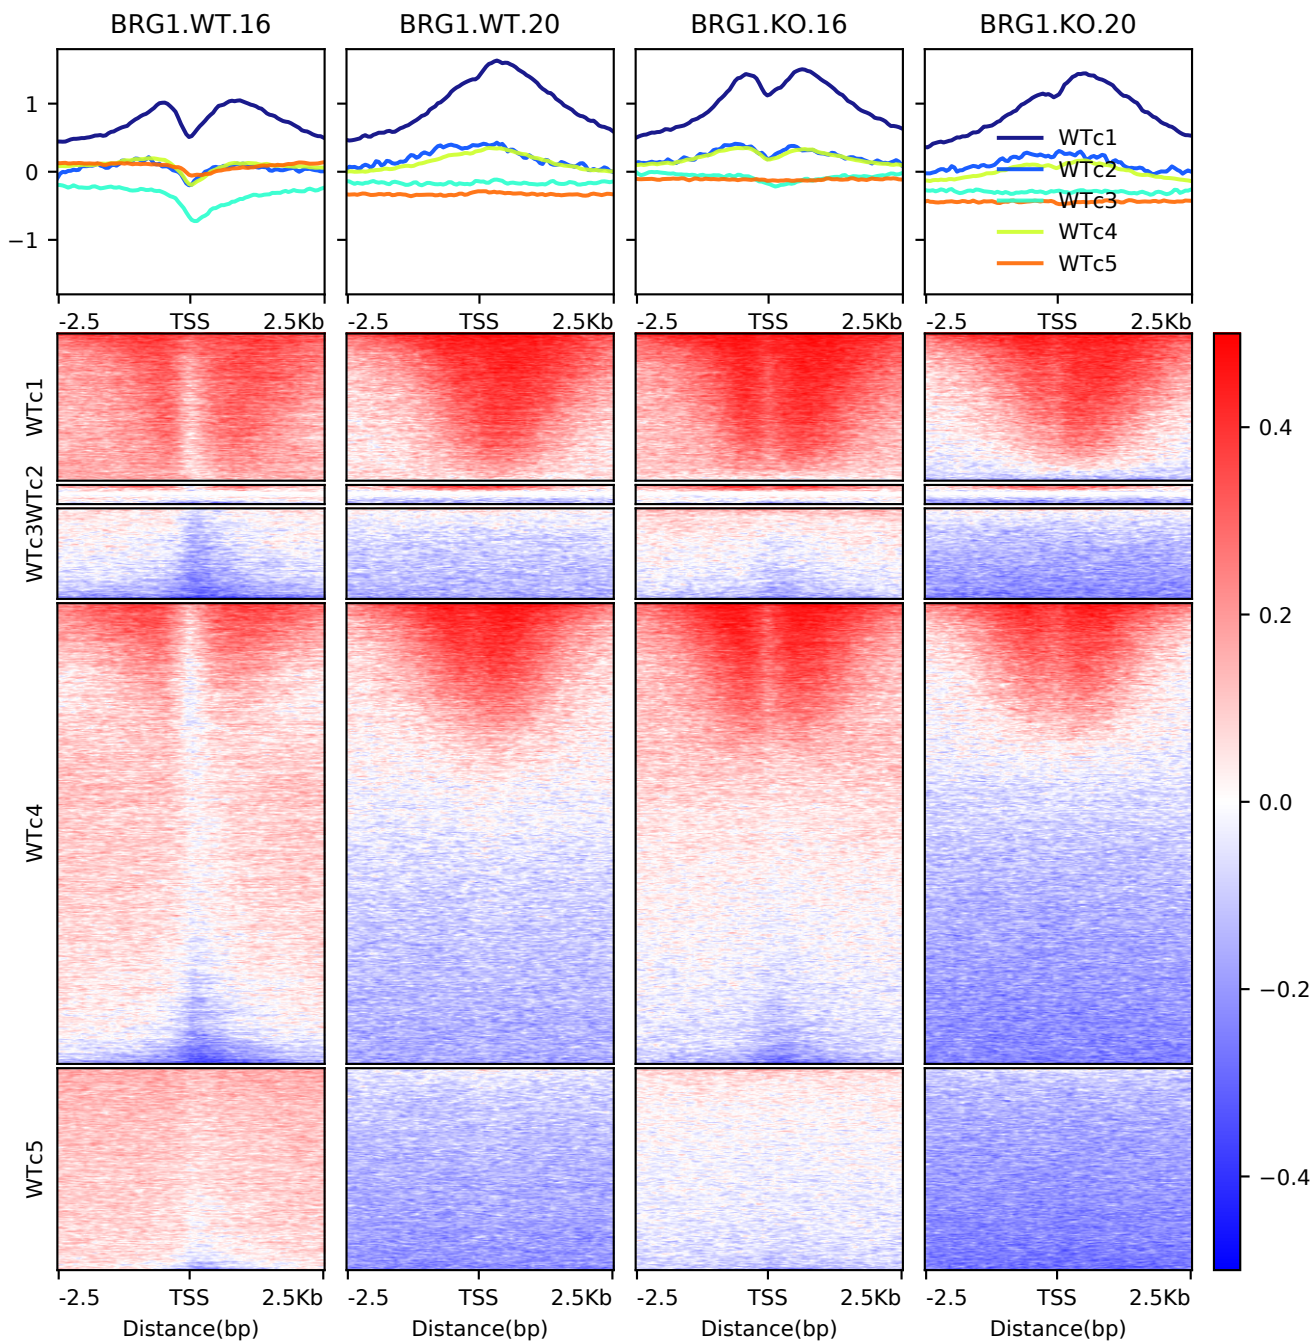 BRG1.WT.16 BRG1.WT.20 BRG1.KO.16 BRG1.KO.20
1
0
−1
WTc1
WTc2
WTc3
WTc4
WTc5
-2.5 TSS 2.5Kb -2.5 TSS 2.5Kb -2.5 TSS 2.5Kb -2.5 TSS 2.5Kb
WTc1
WTc2
WTc3
WTc4
WTc5
0.4
0.2
0.0
−0.2
−0.4
-2.5 TSS 2.5Kb -2.5 TSS 2.5Kb -2.5 TSS 2.5Kb -2.5 TSS 2.5Kb
Distance(bp) Distance(bp) Distance(bp) Distance(bp)